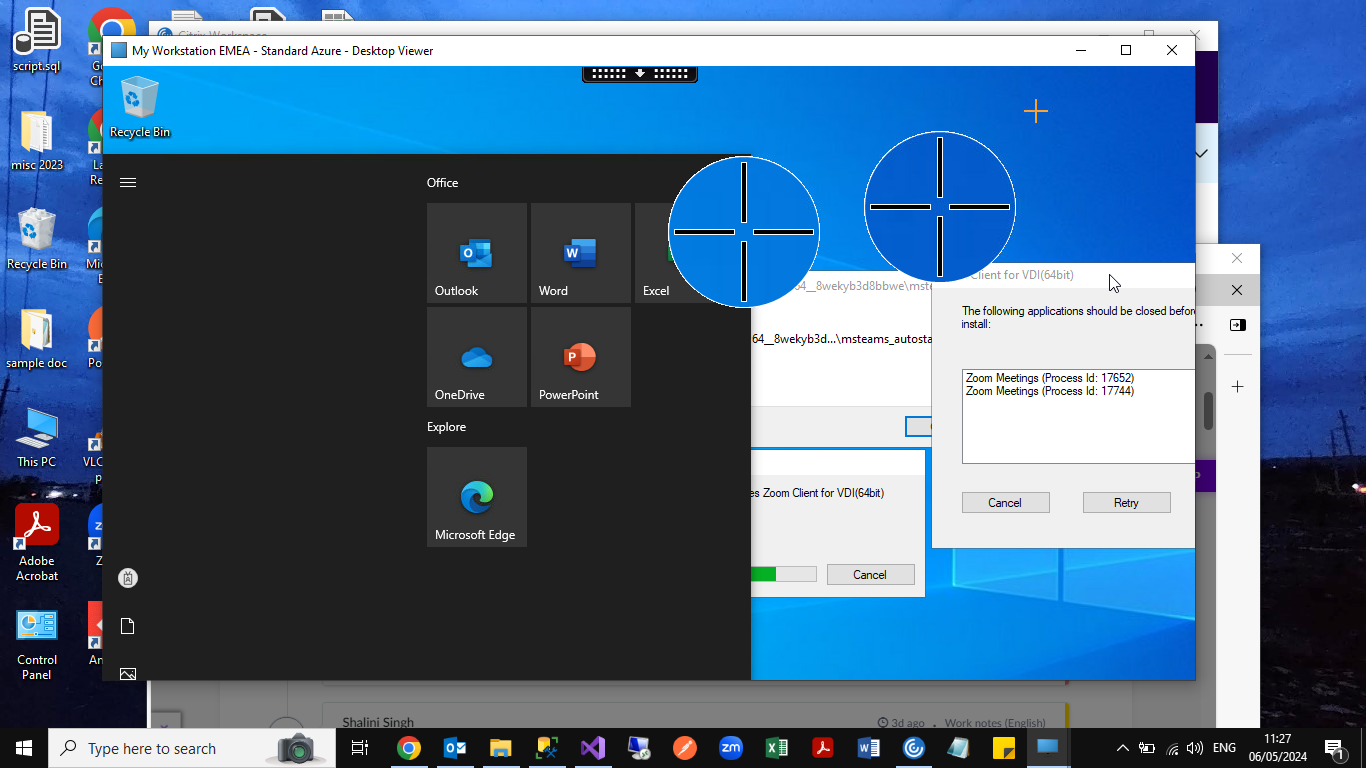 script.sql
misc 2023
Recycle Bin
sample doc
This PC
Adobe
Acrobat
Control
Panel
Citrix Workspace
My Workstation EMEA - Standard Azure - Desktop Viewer
Recycle Bin
Office
Outlook
Word
Excel
OneDrive
PowerPoint
Explore
Microsoft Edge
64__8wekyb3d8bbwe\mste
64__8wekyb3d...\msteams_autosta
es Zoom Client for VDI(64bit)
Cancel
Client for VDI(64bit)
The following applications should be closed before
install:
Zoom Meetings (Process Id: 17652)
Zoom Meetings (Process Id: 17744)
Cancel
Retry
Shalini Singh
3d ago
Work notes (English)
Type here to search
zm
ENG
11:27
06/05/2024
1